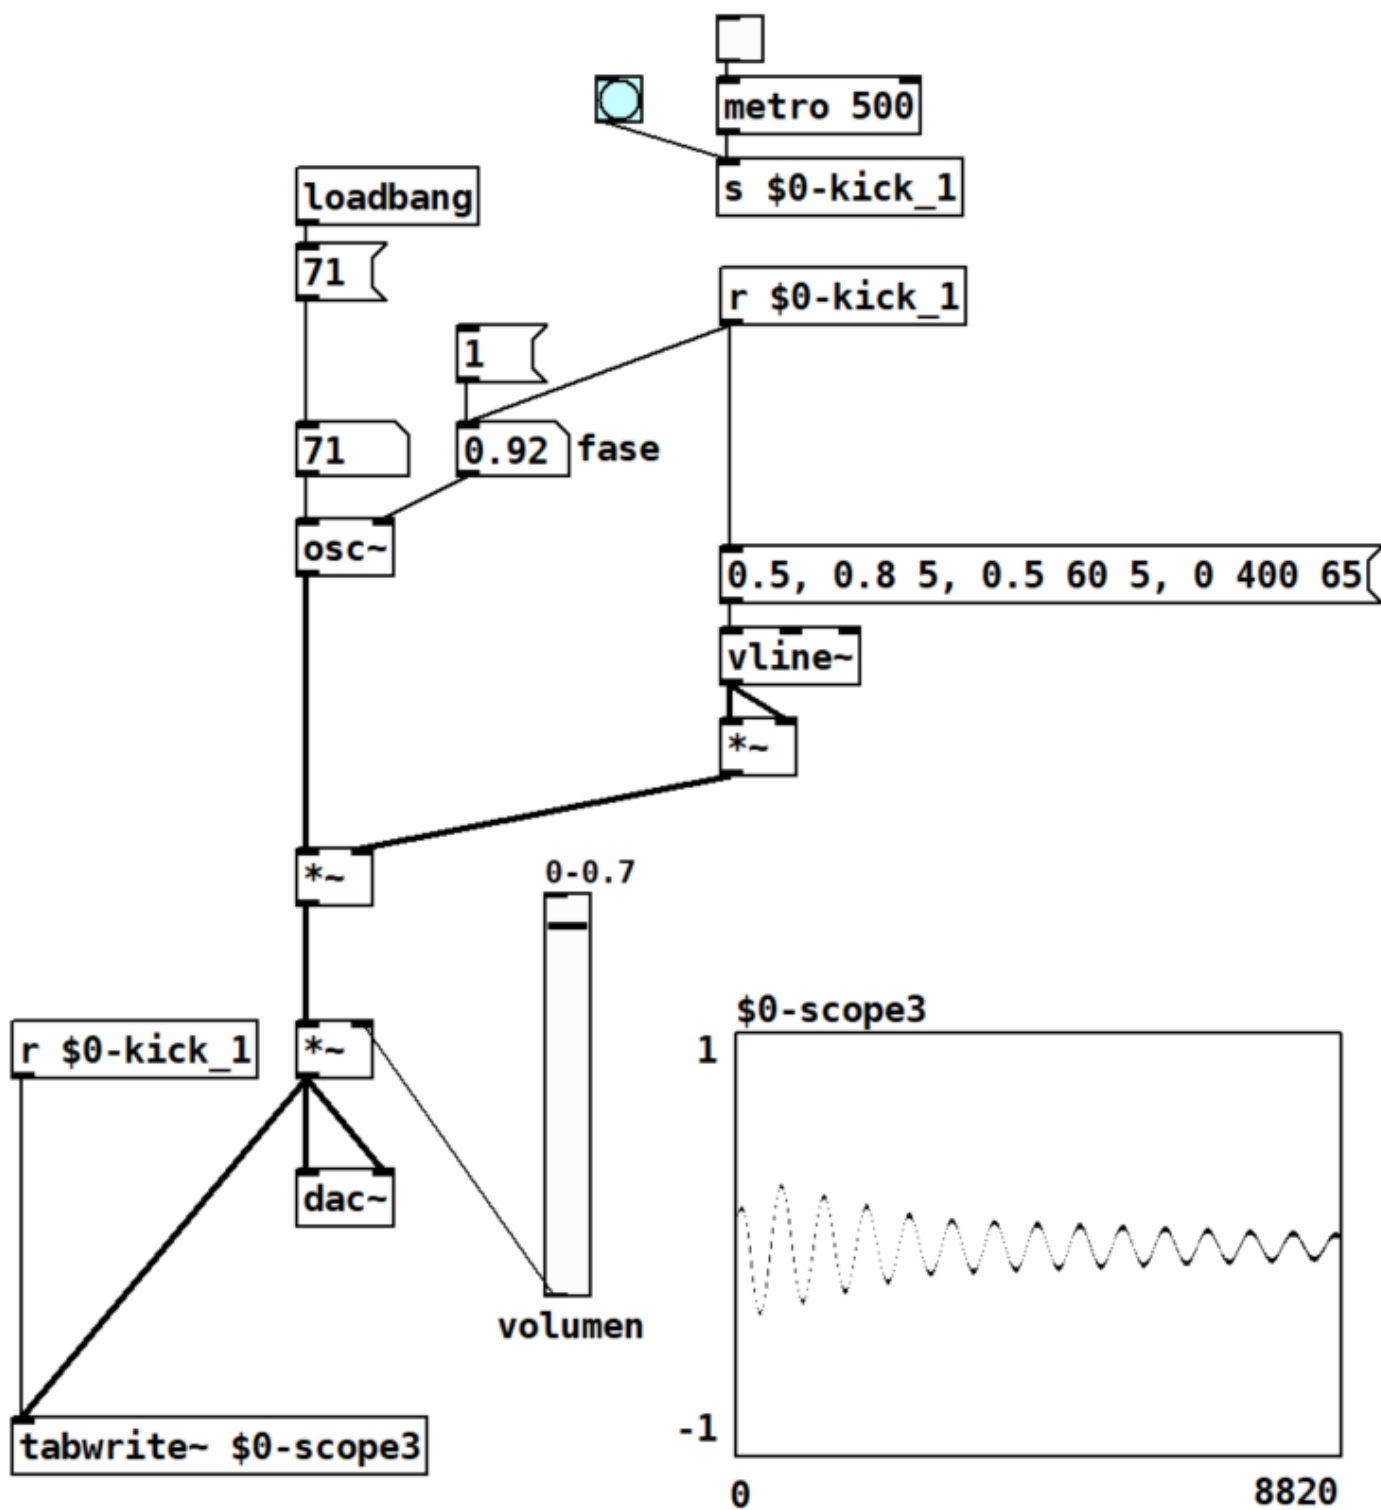 metro 500
s $0-kick_1
loadbang
71
r $0-kick_1
1
71
0.92
fase
osc~
0.5, 0.8 5, 0.5 60 5, 0 400 65
vline~
*~
*~
0-0.7
r $0-kick_1
*~
dac~
volumen
tabwrite~ $0-scope3
$0-scope3
1
-1
0
8820